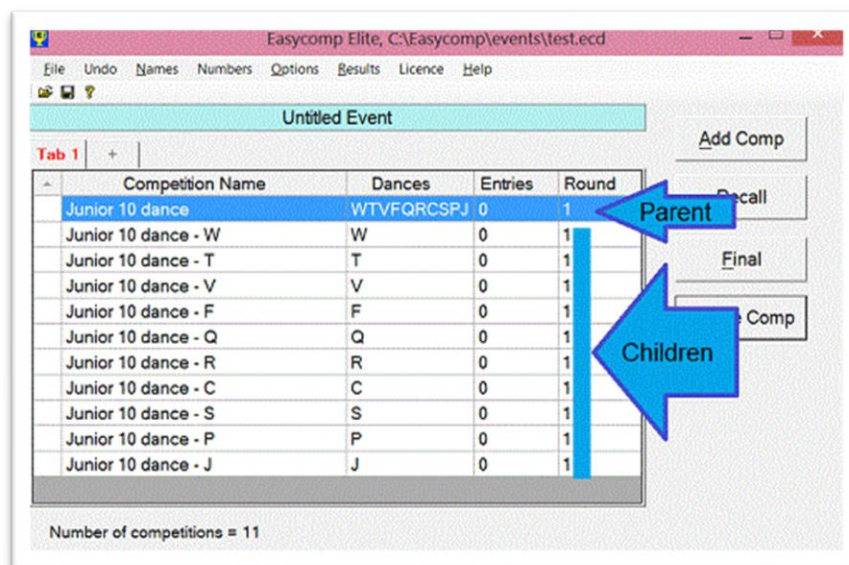 Easycomp Elite, C:\Easycomp\events\test.ecd
File Undo Names Numbers Options Results Licence Help
Untitled Event
Add Comp
Tab 1 +
Competition Name Dances Entries Round
Junior 10 dance WTVFQRCSPJ 0 1 Parent
Junior 10 dance - W W 0 1
Junior 10 dance - T T 0 1 Final
Junior 10 dance - V V 0 1
Junior 10 dance - F F 0 1 Comp
Junior 10 dance - Q Q 0 1 Children
Junior 10 dance - R R 0 1
Junior 10 dance - C C 0 1
Junior 10 dance - S S 0 1
Junior 10 dance - P P 0 1
Junior 10 dance - J J 0 1
Number of competitions = 11